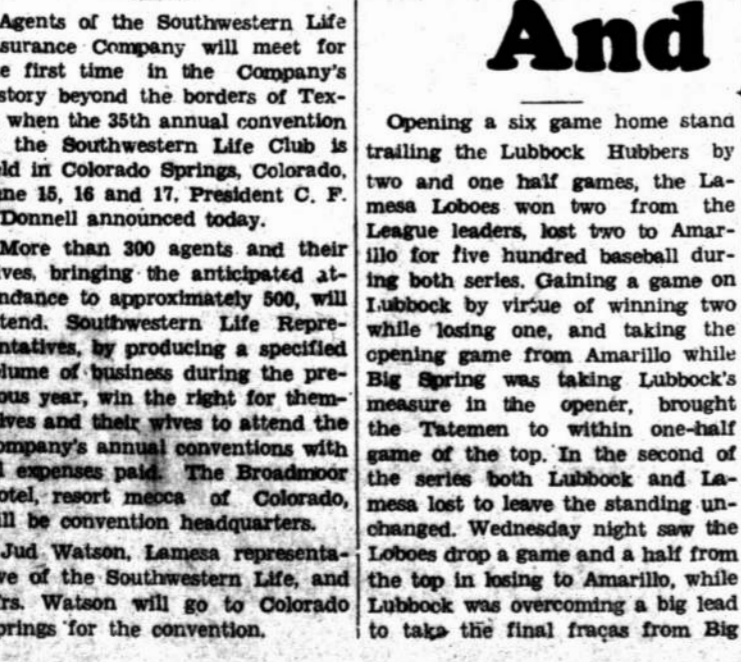 Agents of the Southwestern Life
surance Company will meet for
e first time in the Company's
story beyond the borders of Tex-
when the 35th annual convention
the Southwestern Life Club is
ld in Colorado Springs, Colorado,
ne 15, 16 and 17, President C. F.
Donnell announced today.
More than 300 agents and their
ves, bringing the anticipated at-
ndance to approximately 500, will
tend. Southwestern Life Repre-
ntatives, by producing a specified
lume of business during the pre-
ous year, win the right for them-
lves and their wives to attend the
ompany's annual conventions with
l expenses paid. The Broadmoor
otel, resort mecca of Colorado,
ill be convention headquarters.
Jud Watson, Lamesa representa-
ve of the Southwestern Life, and
rs. Watson will go to Colorado
prings for the convention.
And
Opening a six game home stand
trailing the Lubbock Hubbers by
two and one half games, the La-
mesa Loboes won two from the
League leaders, lost two to Amar-
illo for five hundred baseball dur-
ing both series. Gaining a game on
Lubbock by virtue of winning two
while losing one, and taking the
opening game from Amarillo while
Big Spring was taking Lubbock's
measure in the opener, brought
the Tatemen to within one-half
game of the top. In the second of
the series both Lubbock and La-
mesa lost to leave the standing un-
changed. Wednesday night saw the
Loboes drop a game and a half from
the top in losing to Amarillo, while
Lubbock was overcoming a big lead
to take the final fracas from Big